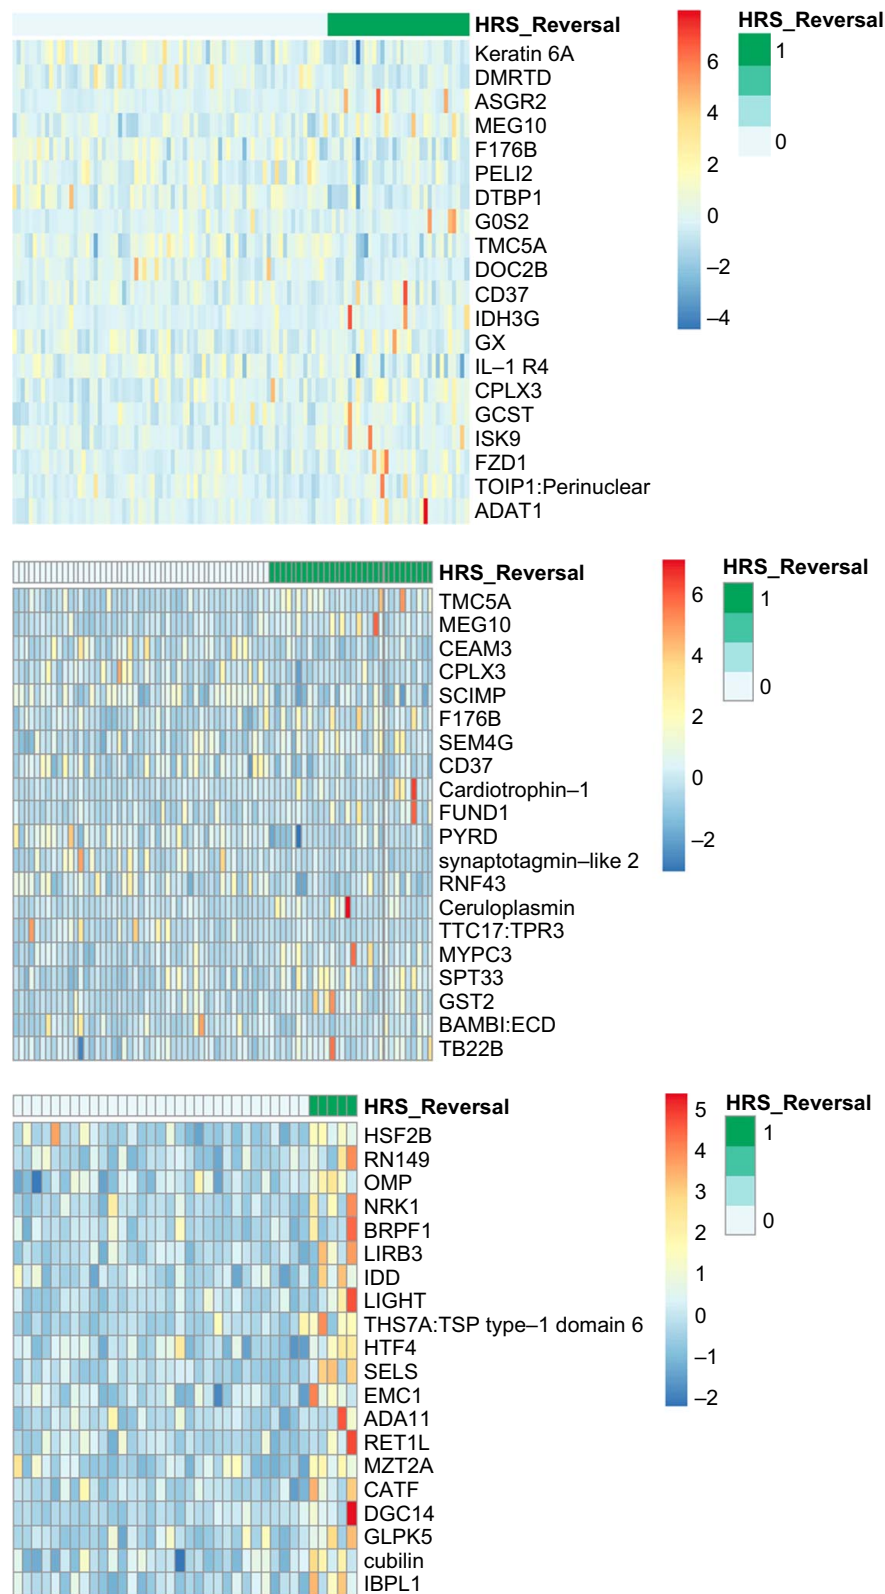 HRS_Reversal
Keratin 6A
DMRTD
ASGR2
MEG10
F176B
PELI2
DTBP1
G0S2
TMC5A
DOC2B
CD37
IDH3G
GX
IL–1 R4
CPLX3
GCST
ISK9
FZD1
TOIP1:Perinuclear
ADAT1
6
4
2
0
–2
–4
HRS_Reversal
1
0
HRS_Reversal
TMC5A
MEG10
CEAM3
CPLX3
SCIMP
F176B
SEM4G
CD37
Cardiotrophin–1
FUND1
PYRD
synaptotagmin–like 2
RNF43
Ceruloplasmin
TTC17:TPR3
MYPC3
SPT33
GST2
BAMBI:ECD
TB22B
6
4
2
0
–2
HRS_Reversal
1
0
HRS_Reversal
HSF2B
RN149
OMP
NRK1
BRPF1
LIRB3
IDD
LIGHT
THS7A:TSP type–1 domain 6
HTF4
SELS
EMC1
ADA11
RET1L
MZT2A
CATF
DGC14
GLPK5
cubilin
IBPL1
5
4
3
2
1
0
–1
–2
HRS_Reversal
1
0